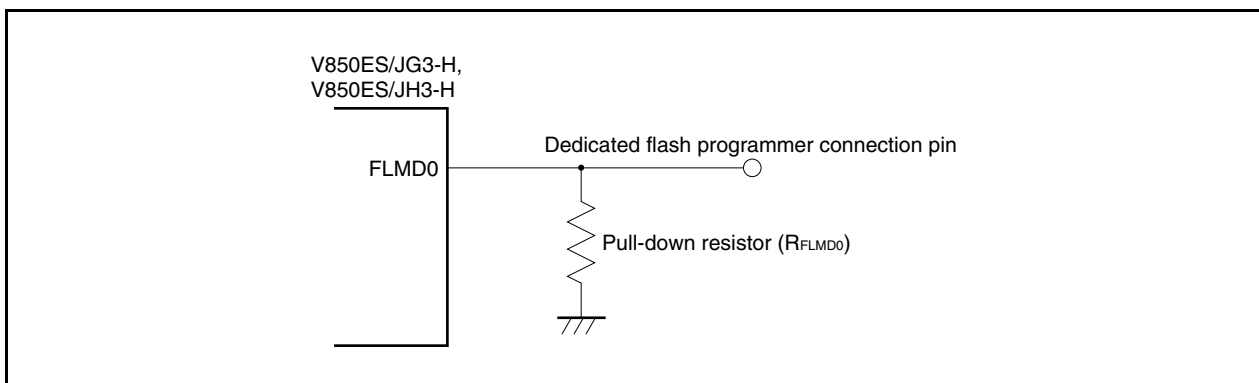 V850ES/JG3-H,
V850ES/JH3-H
Dedicated flash programmer connection pin
FLMD0
Pull-down resistor (RFLMD0)